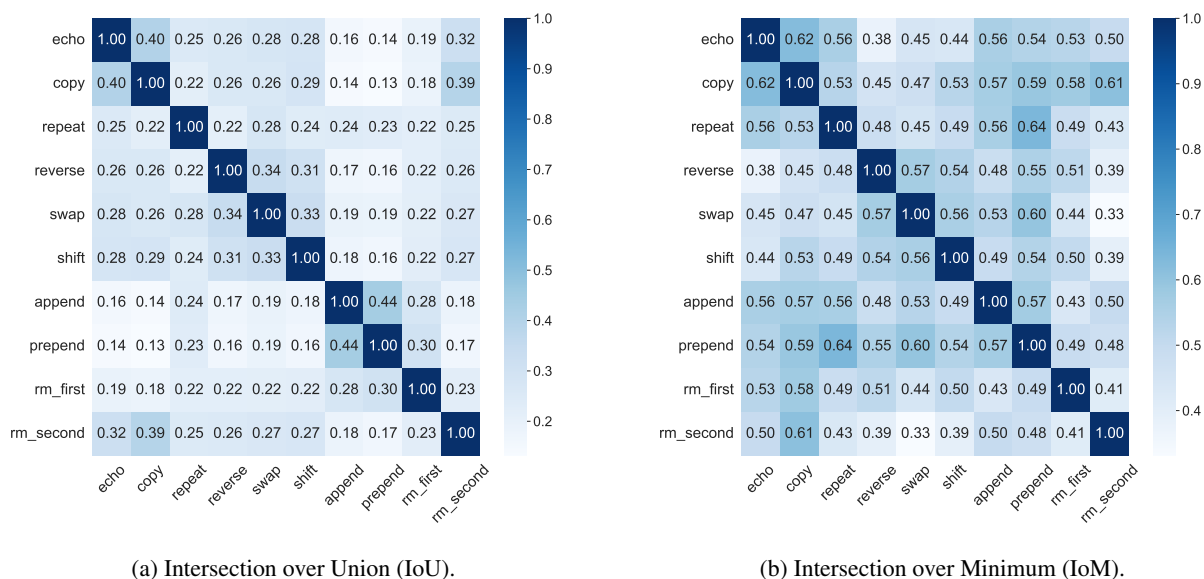 echo 1.00 0.40 0.25 0.26 0.28 0.28 0.16 0.14 0.19 0.32
copy 0.40 1.00 0.22 0.26 0.26 0.29 0.14 0.13 0.18 0.39
repeat 0.25 0.22 1.00 0.22 0.28 0.24 0.24 0.23 0.22 0.25
reverse 0.26 0.26 0.22 1.00 0.34 0.31 0.17 0.16 0.22 0.26
swap 0.28 0.26 0.28 0.34 1.00 0.33 0.19 0.19 0.22 0.27
shift 0.28 0.29 0.24 0.31 0.33 1.00 0.18 0.16 0.22 0.27
append 0.16 0.14 0.24 0.17 0.19 0.18 1.00 0.44 0.28 0.18
prepend 0.14 0.13 0.23 0.16 0.19 0.16 0.44 1.00 0.30 0.17
rm_first 0.19 0.18 0.22 0.22 0.22 0.22 0.28 0.30 1.00 0.23
rm_second 0.32 0.39 0.25 0.26 0.27 0.27 0.18 0.17 0.23 1.00
echo copy repeat reverse swap shift append prepend rm_first rm_second
1.0
0.9
0.8
0.7
0.6
0.5
0.4
0.3
0.2
(a) Intersection over Union (IoU).
echo 1.00 0.62 0.56 0.38 0.45 0.44 0.56 0.54 0.53 0.50
copy 0.62 1.00 0.53 0.45 0.47 0.53 0.57 0.59 0.58 0.61
repeat 0.56 0.53 1.00 0.48 0.45 0.49 0.56 0.64 0.49 0.43
reverse 0.38 0.45 0.48 1.00 0.57 0.54 0.48 0.55 0.51 0.39
swap 0.45 0.47 0.45 0.57 1.00 0.56 0.53 0.60 0.44 0.33
shift 0.44 0.53 0.49 0.54 0.56 1.00 0.49 0.54 0.50 0.39
append 0.56 0.57 0.56 0.48 0.53 0.49 1.00 0.57 0.43 0.50
prepend 0.54 0.59 0.64 0.55 0.60 0.54 0.57 1.00 0.49 0.48
rm_first 0.53 0.58 0.49 0.51 0.44 0.50 0.43 0.49 1.00 0.41
rm_second 0.50 0.61 0.43 0.39 0.33 0.39 0.50 0.48 0.41 1.00
echo copy repeat reverse swap shift append prepend rm_first rm_second
1.0
0.9
0.8
0.7
0.6
0.5
0.4
(b) Intersection over Minimum (IoM).